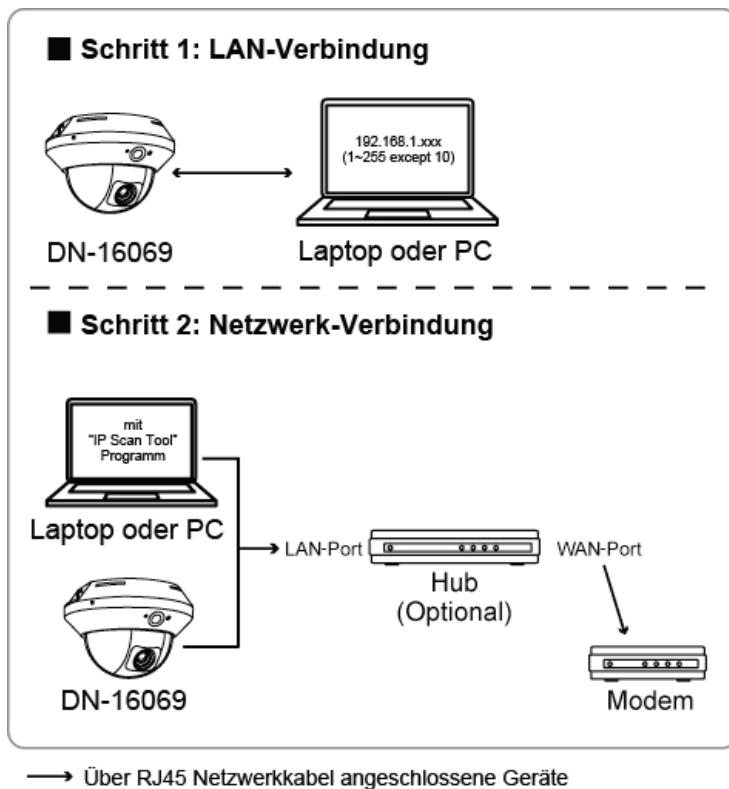 Schritt 1: LAN-Verbindung
192.168.1.xxx
(1~255 except 10)
DN-16069
Laptop oder PC
Schritt 2: Netzwerk-Verbindung
mit
"IP Scan Tool"
Programm
Laptop oder PC
LAN-Port
WAN-Port
Hub
(Optional)
DN-16069
Modem
Über RJ45 Netzwerkkabel angeschlossene Geräte